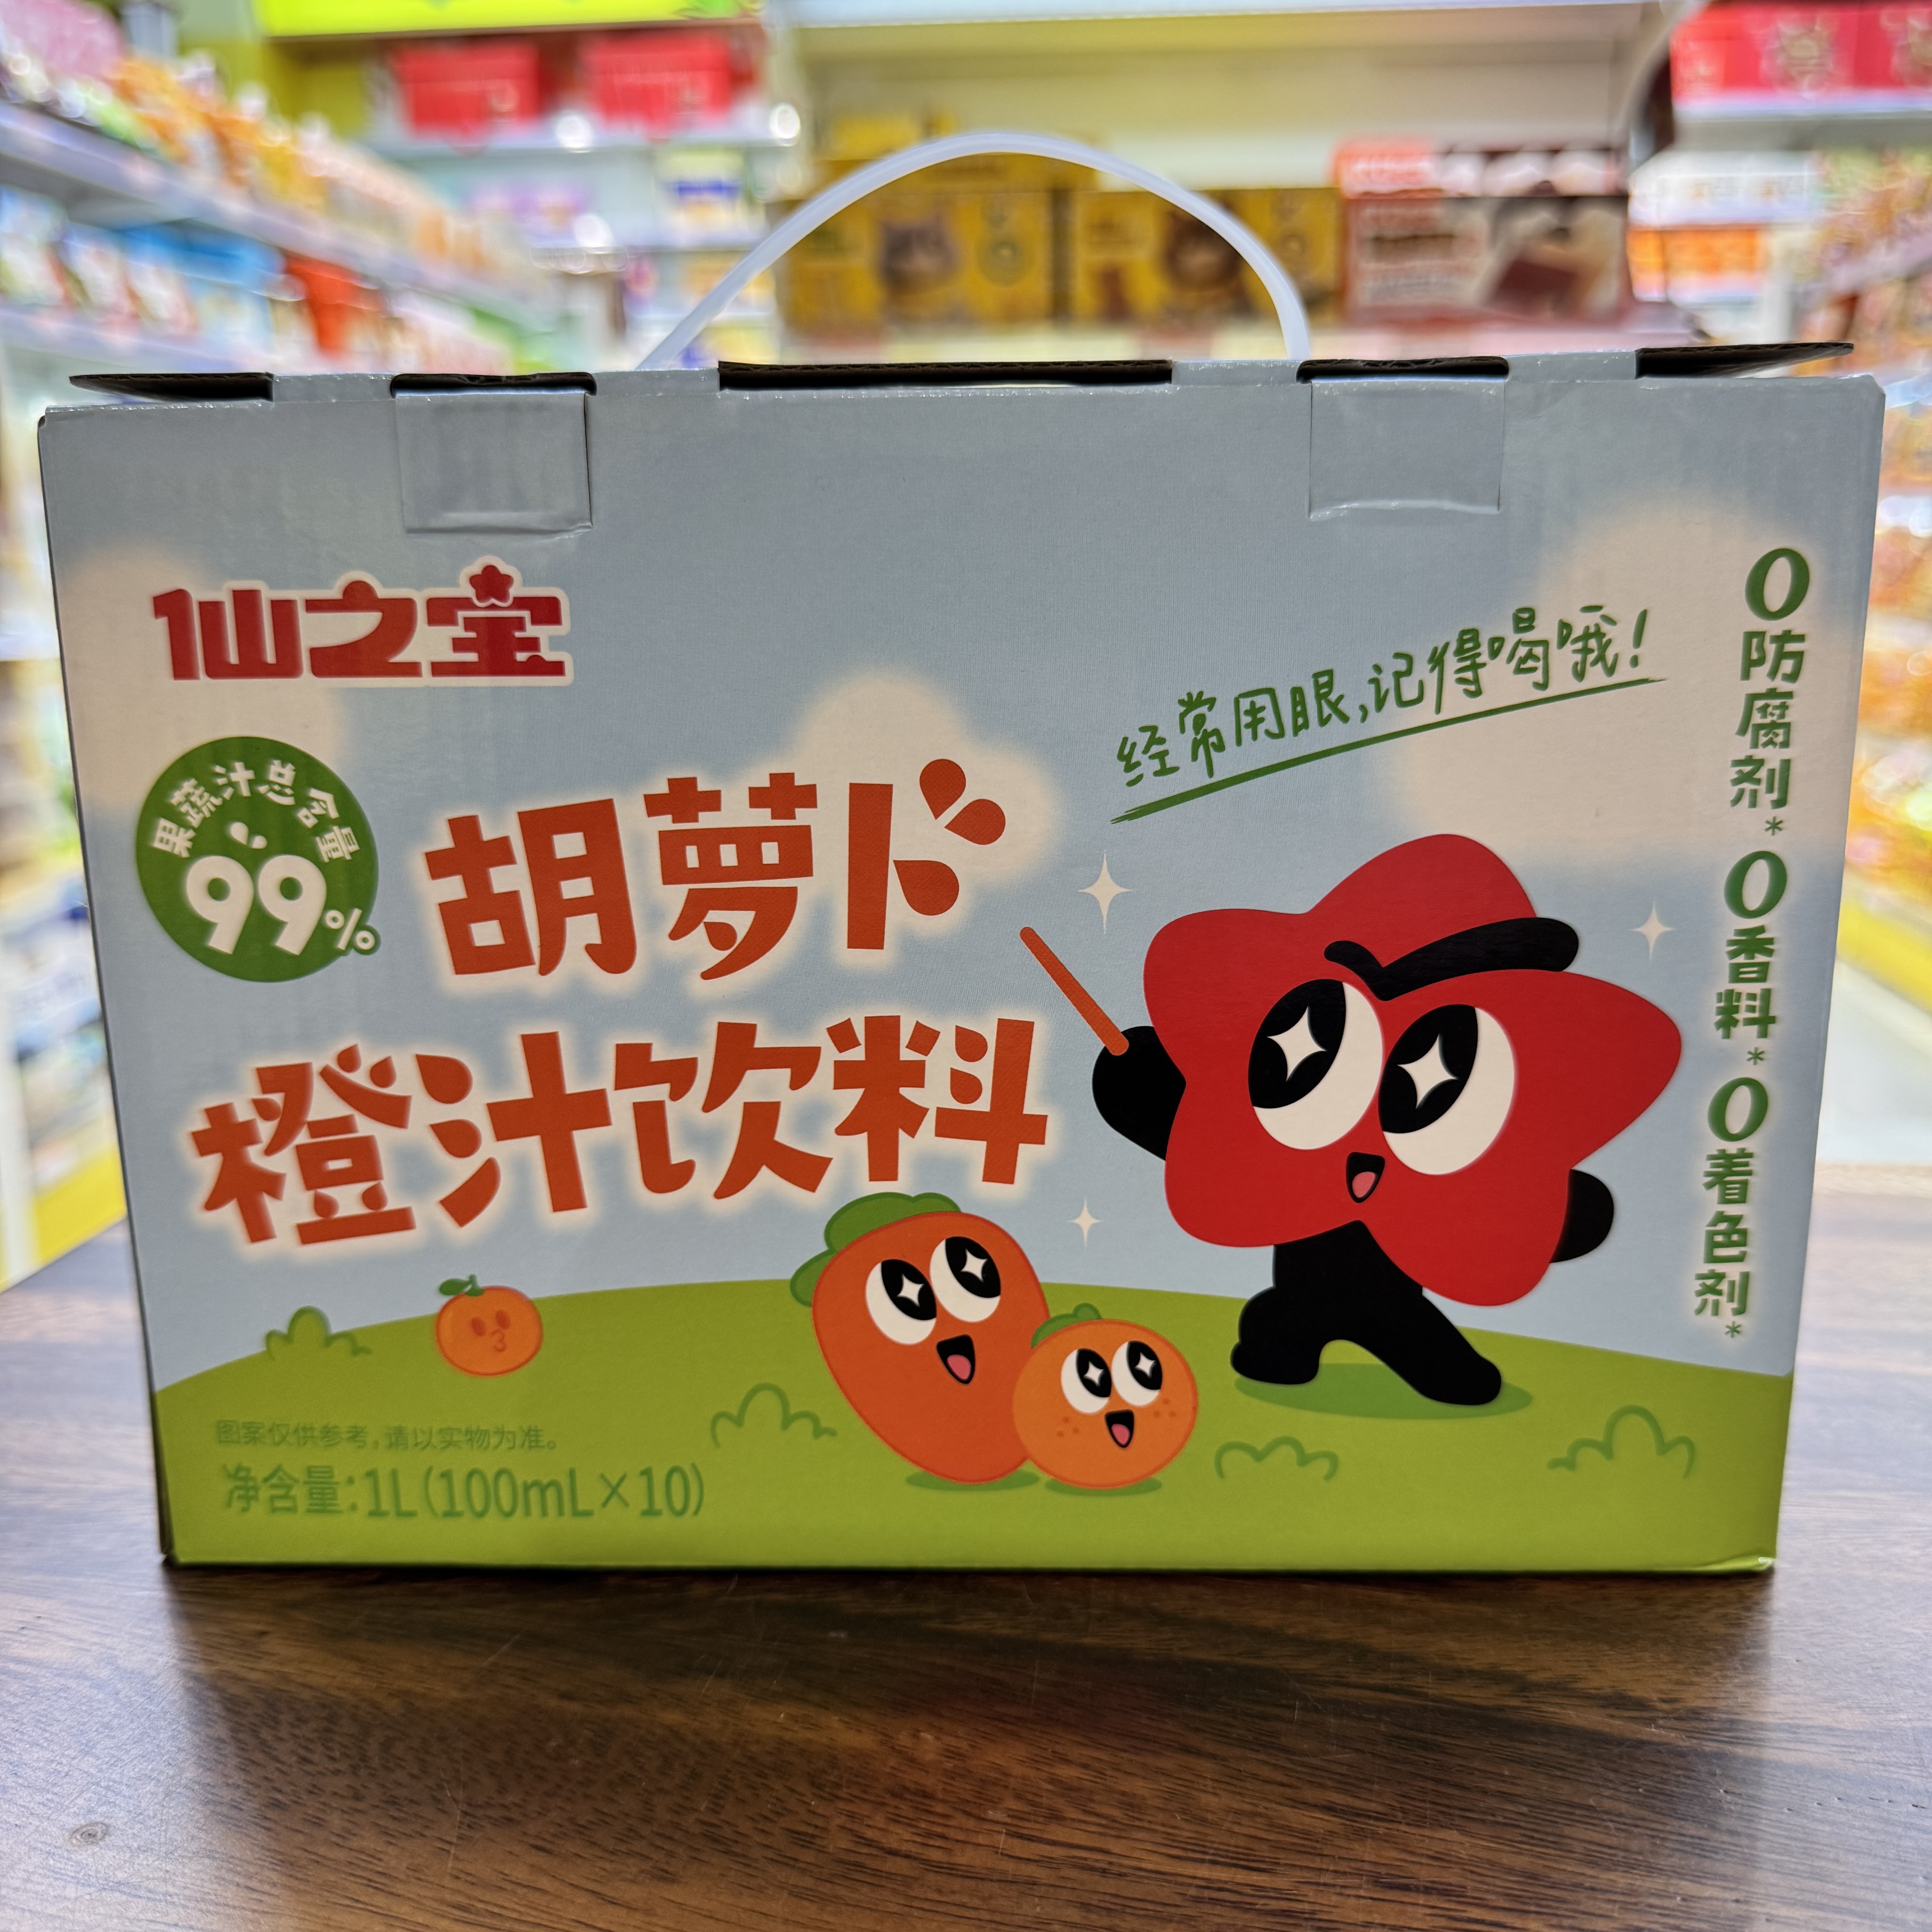 仙之宝
果蔬汁总含量
99%
胡萝卜
橙汁饮料
经常用眼,记得喝哦!
0防腐剂*0香料*0着色剂*
图案仅供参考,请以实物为准。
净含量:1L(100mL×10)